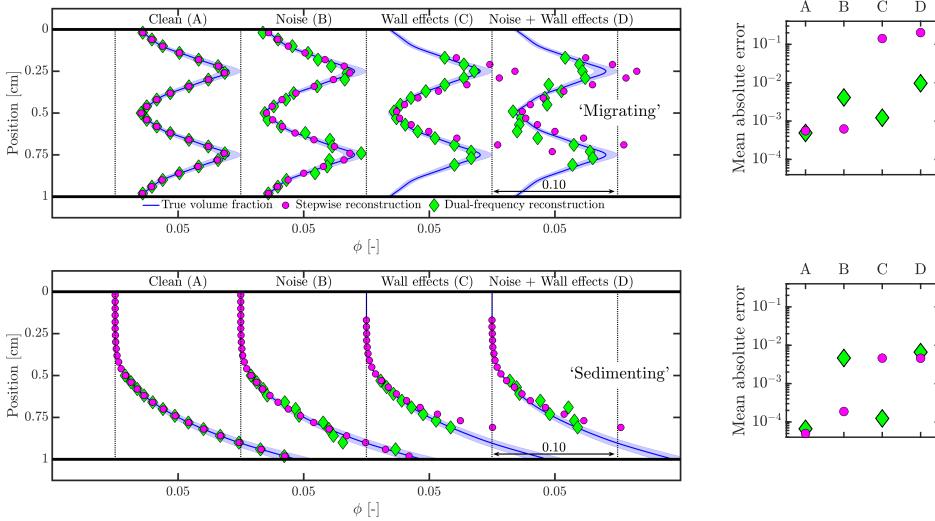 Clean (A) Noise (B) Wall effects (C) Noise + Wall effects (D)
0
0.25
0.5
0.75
1
Position [cm]
'Migrating'
0.10
True volume fraction Stepwise reconstruction Dual-frequency reconstruction
0.05 0.05 0.05 0.05
ϕ [-]
A B C D
10⁻¹
10⁻²
10⁻³
10⁻⁴
Mean absolute error
Clean (A) Noise (B) Wall effects (C) Noise + Wall effects (D)
0
0.25
0.5
0.75
1
Position [cm]
'Sedimenting'
0.10
0.05 0.05 0.05 0.05
ϕ [-]
A B C D
10⁻¹
10⁻²
10⁻³
10⁻⁴
Mean absolute error